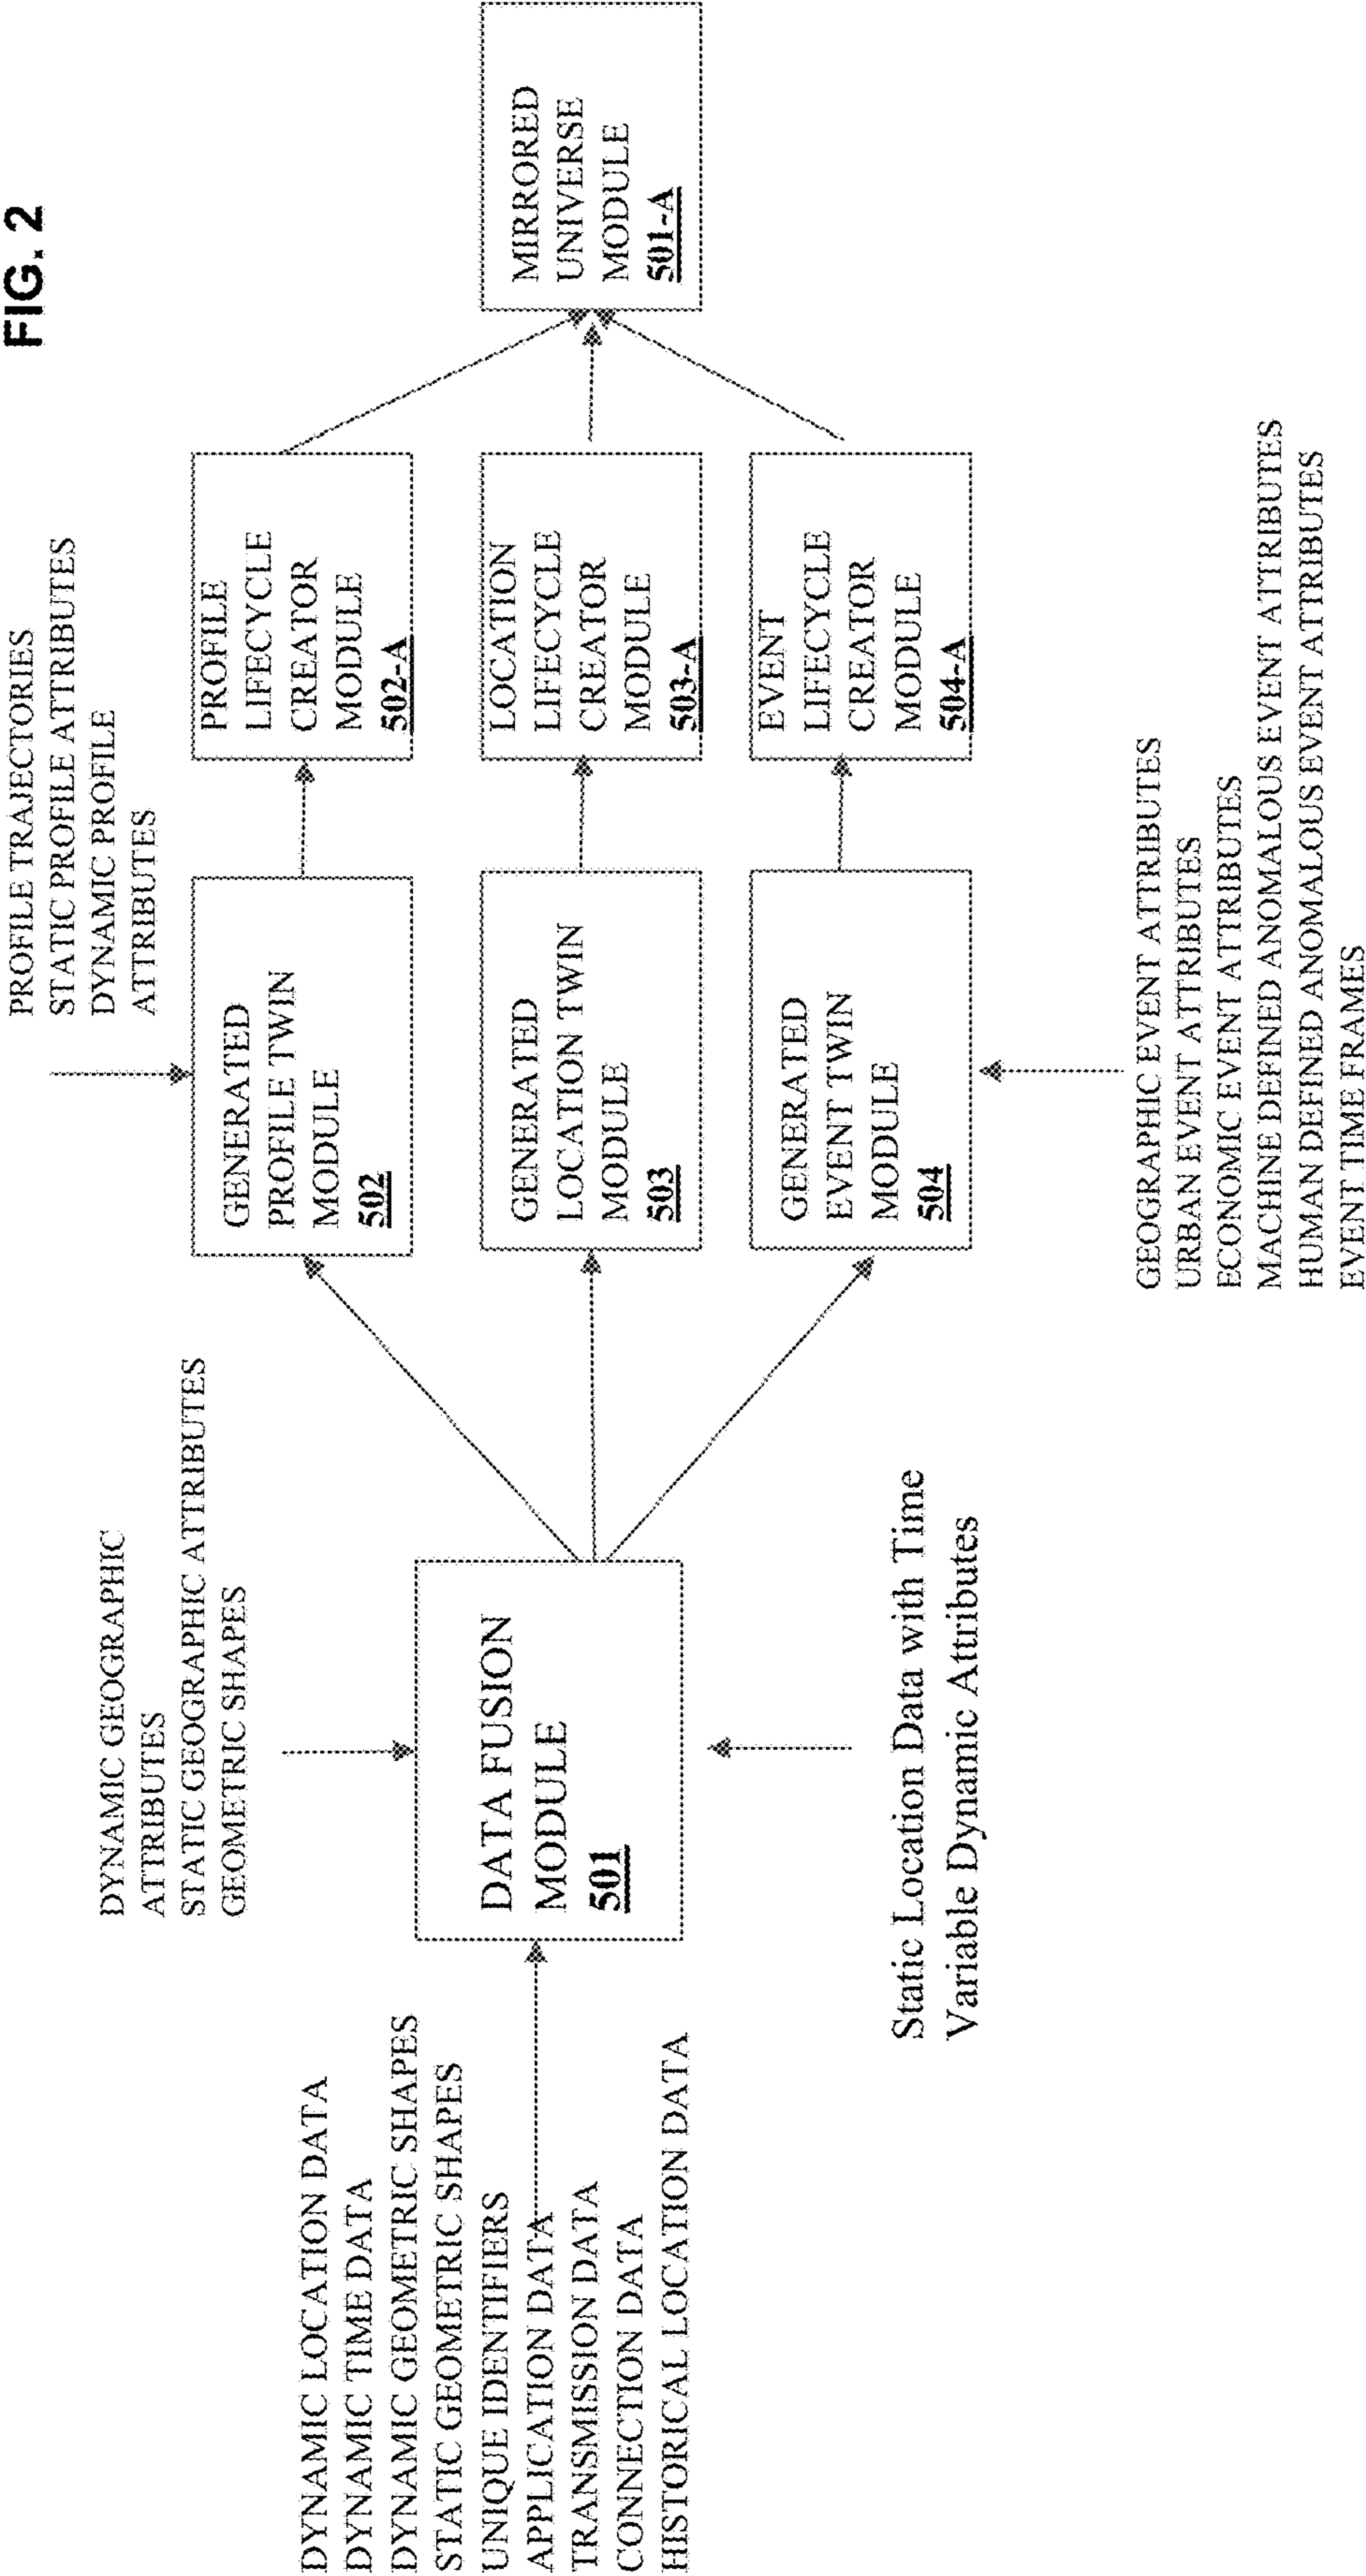 FIG. 2
DYNAMIC LOCATION DATA
DYNAMIC TIME DATA
DYNAMIC GEOMETRIC SHAPES
STATIC GEOMETRIC SHAPES
UNIQUE IDENTIFIERS
APPLICATION DATA
TRANSMISSION DATA
CONNECTION DATA
HISTORICAL LOCATION DATA
DYNAMIC GEOGRAPHIC
ATTRIBUTES
STATIC GEOGRAPHIC ATTRIBUTES
GEOMETRIC SHAPES
DATA FUSION
MODULE
501
Static Location Data with Time
Variable Dynamic Attributes
PROFILE TRAJECTORIES
STATIC PROFILE ATTRIBUTES
DYNAMIC PROFILE
ATTRIBUTES
GENERATED
PROFILE TWIN
MODULE
502
GENERATED
LOCATION TWIN
MODULE
503
GENERATED
EVENT TWIN
MODULE
504
GEOGRAPHIC EVENT ATTRIBUTES
URBAN EVENT ATTRIBUTES
ECONOMIC EVENT ATTRIBUTES
MACHINE DEFINED ANOMALOUS EVENT ATTRIBUTES
HUMAN DEFINED ANOMALOUS EVENT ATTRIBUTES
EVENT TIME FRAMES
PROFILE
LIFECYCLE
CREATOR
MODULE
502-A
LOCATION
LIFECYCLE
CREATOR
MODULE
503-A
EVENT
LIFECYCLE
CREATOR
MODULE
504-A
MIRRORED
UNIVERSE
MODULE
501-A